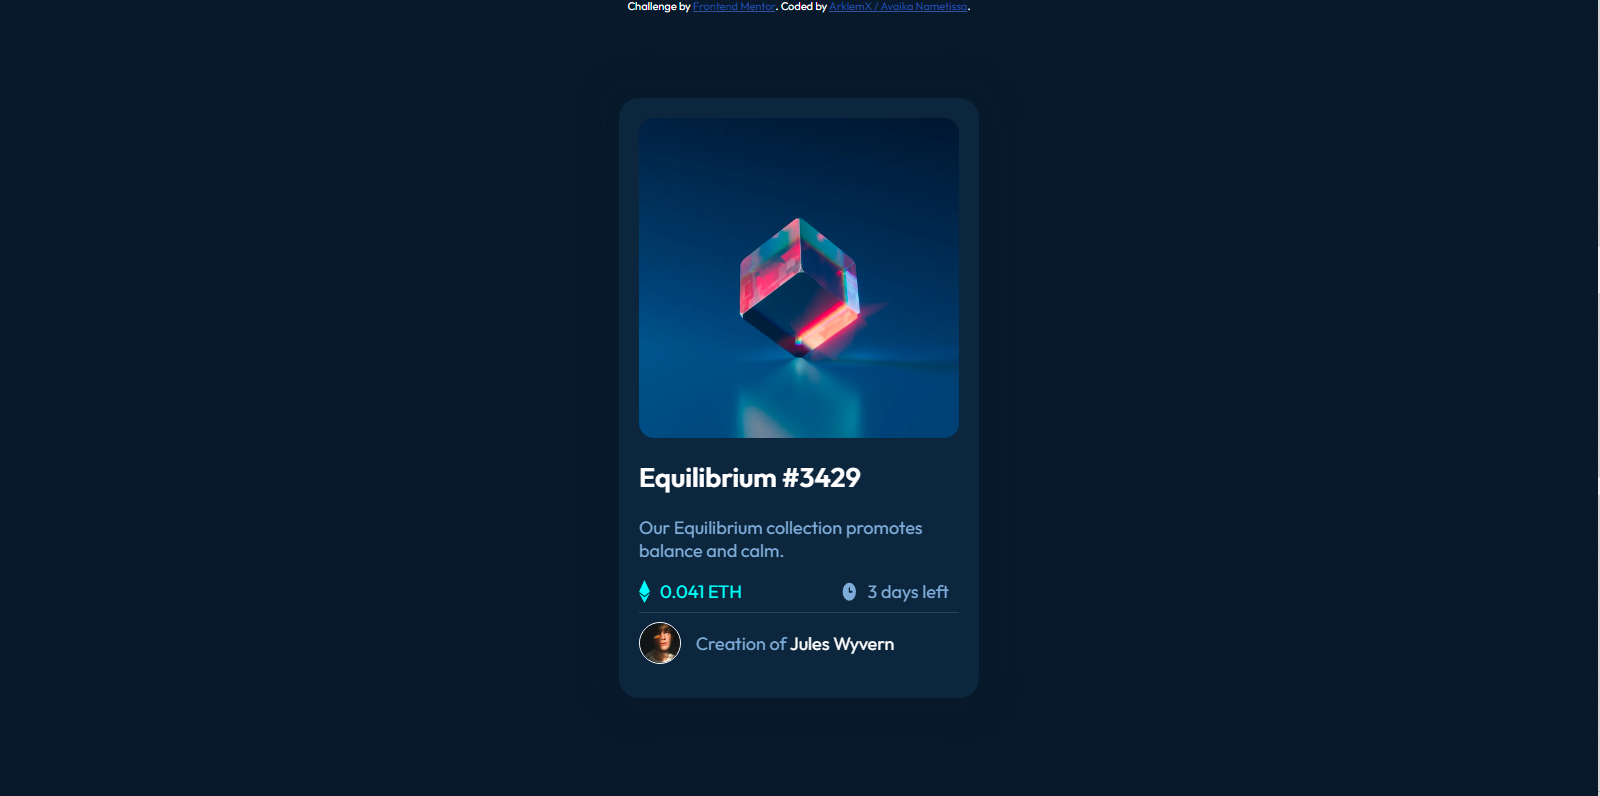 Challenge by Frontend Mentor. Coded by ArklemX / Avaika Nametissa.
Equilibrium #3429
Our Equilibrium collection promotes
balance and calm.
0.041 ETH 3 days left
Creation of Jules Wyvern